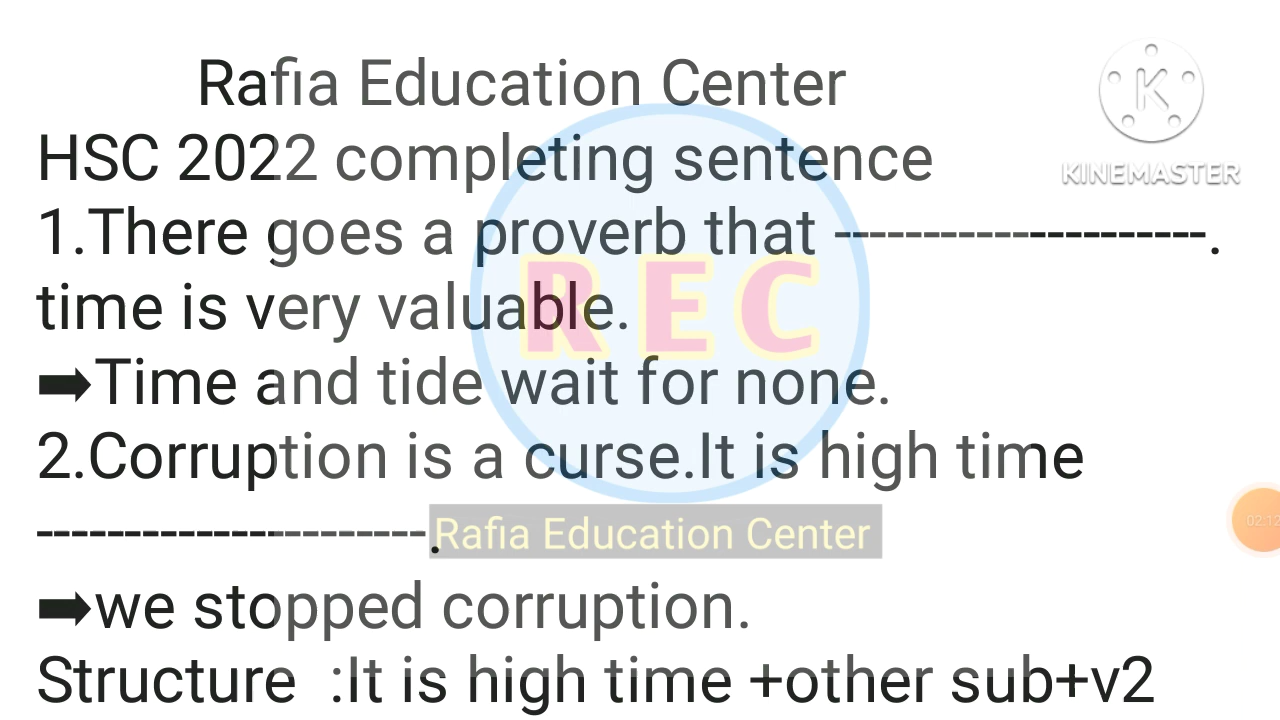 Rafia Education Center
HSC 2022 completing sentence
1.There goes a proverb that ---------------------.
time is very valuable.
➡Time and tide wait for none.
2.Corruption is a curse.It is high time
----------------------.
➡we stopped corruption.
Structure :It is high time +other sub+v2
K
KINEMASTER
REC
Rafia Education Center
02:12